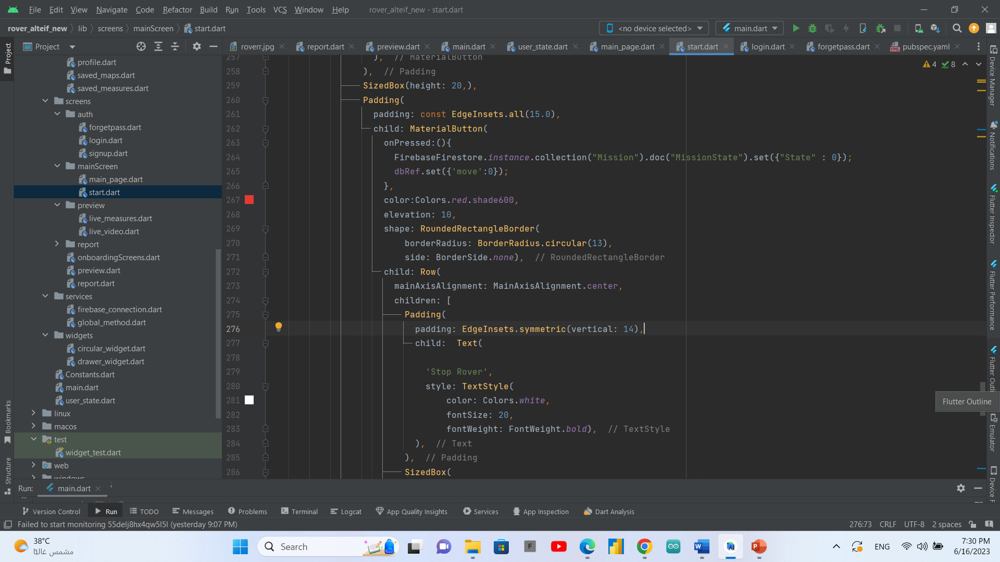 File Edit View Navigate Code Refactor Build Run Tools VCS Window Help rover_alteif_new - start.dart
rover_alteif_new lib screens mainScreen start.dart <no device selected> main.dart
Project roverr.jpg report.dart preview.dart main.dart user_state.dart main_page.dart start.dart login.dart forgetpass.dart pubspec.yaml
4 8
Project
profile.dart
saved_maps.dart
saved_measures.dart
screens
auth
forgetpass.dart
login.dart
signup.dart
mainScreen
main_page.dart
start.dart
preview
live_measures.dart
live_video.dart
report
onboardingScreens.dart
preview.dart
report.dart
services
firebase_connection.dart
global_method.dart
widgets
circular_widget.dart
drawer_widget.dart
Constants.dart
main.dart
user_state.dart
linux
macos
test
widget_test.dart
web
windows
Bookmarks
Structure
257 ), // MaterialButton
258 ), // Padding
259 SizedBox(height: 20,),
260 Padding(
261 padding: const EdgeInsets.all(15.0),
262 child: MaterialButton(
263 onPressed:(){
264 FirebaseFirestore.instance.collection("Mission").doc("MissionState").set({"State" : 0});
265 dbRef.set({'move':0});
266 },
267 color:Colors.red.shade600,
268 elevation: 10,
269 shape: RoundedRectangleBorder(
270 borderRadius: BorderRadius.circular(13),
271 side: BorderSide.none), // RoundedRectangleBorder
272 child: Row(
273 mainAxisAlignment: MainAxisAlignment.center,
274 children: [
275 Padding(
276 padding: EdgeInsets.symmetric(vertical: 14),
277 child: Text(
278
279 'Stop Rover',
280 style: TextStyle(
281 color: Colors.white,
282 fontSize: 20,
283 fontWeight: FontWeight.bold), // TextStyle
284 ), // Text
285 ), // Padding
286 SizedBox(
Device Manager
Notifications
Flutter Inspector
Flutter Performance
Flutter Outli
Flutter Outline
Emulator
Device F
Run: main.dart
Version Control Run TODO Messages Problems Terminal Logcat App Quality Insights Services App Inspection Dart Analysis
Failed to start monitoring 55delj8hx4qw5l5l (yesterday 9:07 PM) 276:73 CRLF UTF-8 2 spaces
38°C
مشمس غالبًا
Search
ENG
7:30 PM
6/16/2023